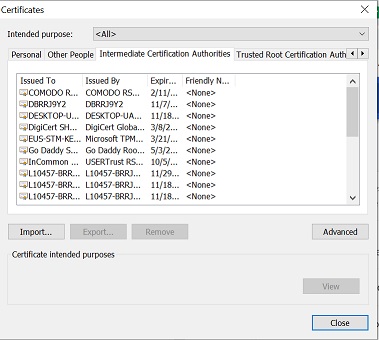 Certificates
Intended purpose: <All>
Personal Other People Intermediate Certification Authorities Trusted Root Certification Auth
Issued To Issued By Expir... Friendly N...
COMODO R... COMODO RS... 2/11/... <None>
DBRRJ9Y2 DBRRJ9Y2 11/7/... <None>
DESKTOP-U... DESKTOP-UA... 11/18... <None>
DigiCert SH... DigiCert Globa... 3/8/2... <None>
EUS-STM-KE... Microsoft TPM... 3/21/... <None>
Go Daddy S... Go Daddy Roo... 5/3/2... <None>
InCommon ... USERTrust RS... 10/5/... <None>
L10457-BRR... L10457-BRRJ... 11/29... <None>
L10457-BRR... L10457-BRRJ... 11/18... <None>
L10457-BRR... L10457-BRRJ... 11/18... <None>
Import... Export... Remove Advanced
Certificate intended purposes
View
Close